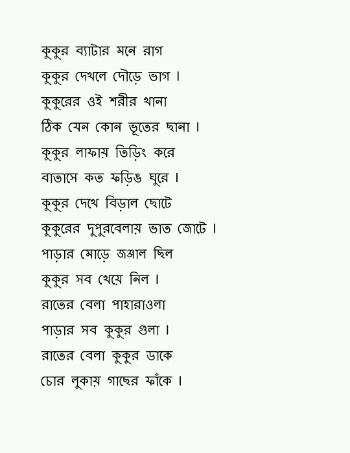 কুকুর ব্যাটার মনে রাগ
কুকুর দেখলে দৌড়ে ভাগ ।
কুকুরের ওই শরীর থানা
ঠিক যেন কোন ভূতের ছানা ।
কুকুর লাফায় তিড়িং করে
বাতাসে কত ফড়িঙ ঘুরে ।
কুকুর দেখে বিড়াল ছোটে
কুকুরের দুপুরবেলায় ভাত জোটে ।
পাড়ার মোড়ে জঞ্জাল ছিল
কুকুর সব খেয়ে নিল ।
রাতের বেলা পাহারাওলা
পাড়ার সব কুকুর গুলা ।
রাতের বেলা কুকুর ডাকে
চোর লুকায় গাছের ফাঁকে ।